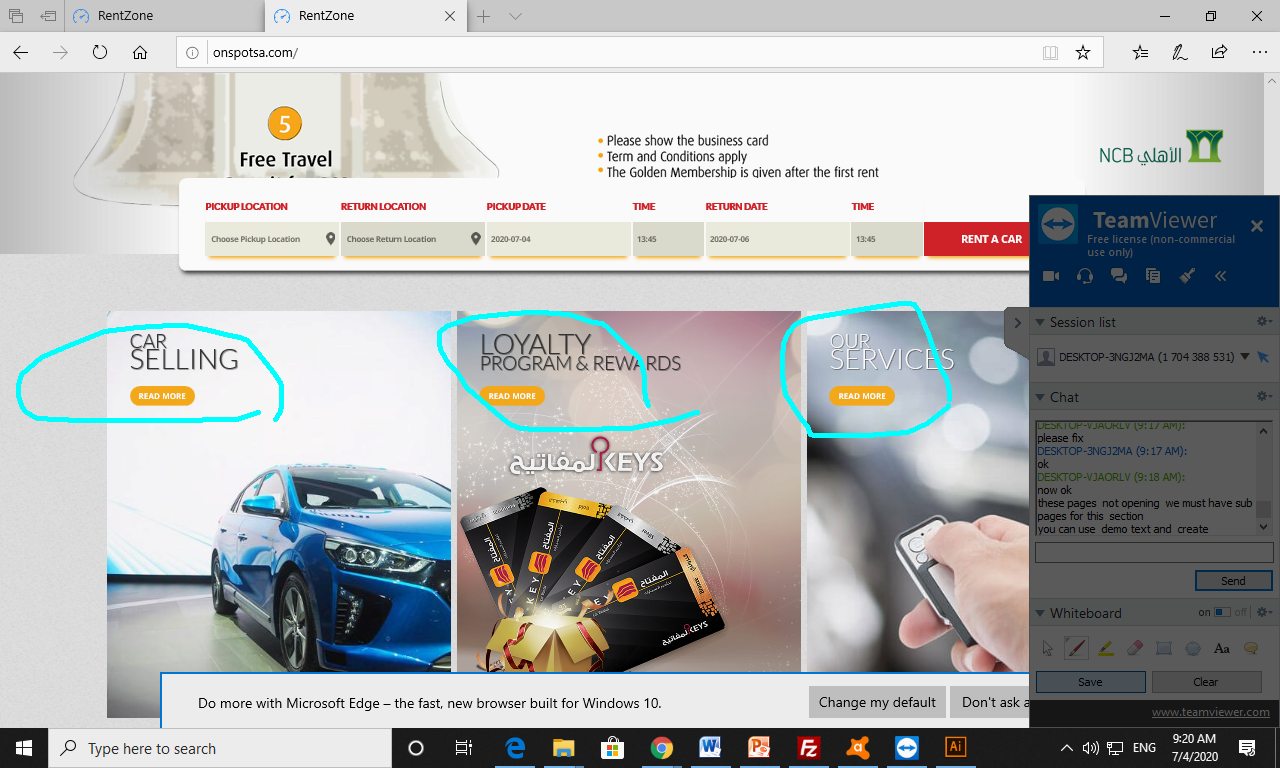 RentZone
RentZone
onspotsa.com/
5
Free Travel
Please show the business card
Term and Conditions apply
The Golden Membership is given after the first rent
NCB الأهلي
PICKUP LOCATION
RETURN LOCATION
PICKUP DATE
TIME
RETURN DATE
TIME
Choose Pickup Location
Choose Return Location
2020-07-04
13:45
2020-07-06
13:45
RENT A CAR
CAR
SELLING
READ MORE
LOYALTY
PROGRAM & REWARDS
READ MORE
المفاتيح KEYS
المفتاح
المفتاح
المفتاح
المفاتيح KEYS
OUR
SERVICES
READ MORE
TeamViewer
Free license (non-commercial
use only)
Session list
DESKTOP-3NGJ2MA (1 704 388 531)
Chat
DESKTOP-VJAORLV (9:17 AM):
please fix
DESKTOP-3NGJ2MA (9:17 AM):
ok
DESKTOP-VJAORLV (9:18 AM):
now ok
these pages not opening we must have sub
pages for this section
you can use demo text and create
Send
Whiteboard
on off
Aa
Save
Clear
www.teamviewer.com
Do more with Microsoft Edge – the fast, new browser built for Windows 10.
Change my default
Don't ask a
Type here to search
ENG
9:20 AM
7/4/2020